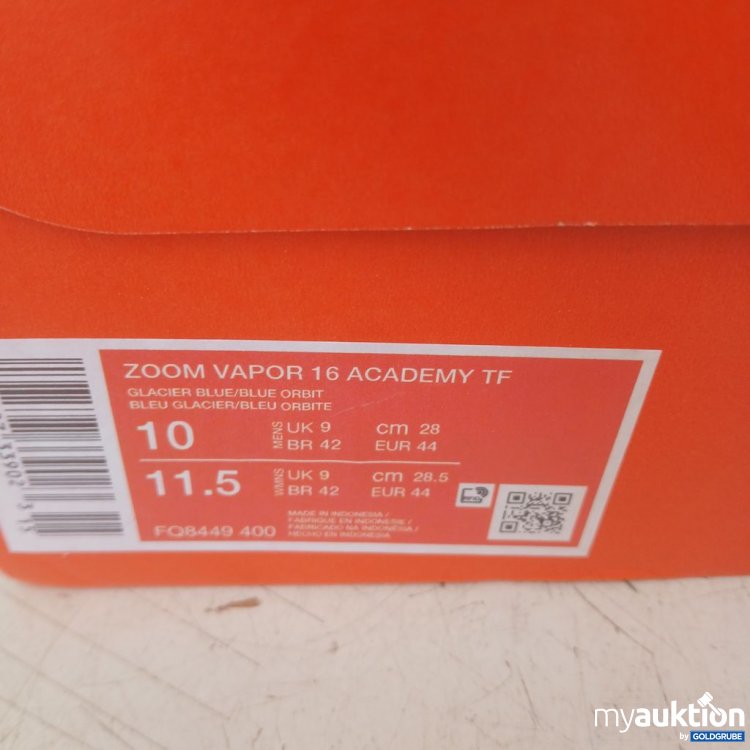 ZOOM VAPOR 16 ACADEMY TF
GLACIER BLUE/BLUE ORBIT
BLEU GLACIER/BLEU ORBITE
10 MENS UK 9 cm 28
BR 42 EUR 44
11.5 WMNS UK 9 cm 28.5
BR 42 EUR 44
FQ8449 400
MADE IN INDONESIA /
FABRIQUE EN INDONESIE /
FABRICADO NA INDONESIA /
HECHO EN INDONESIA
myauktion
by GOLDGRUBE